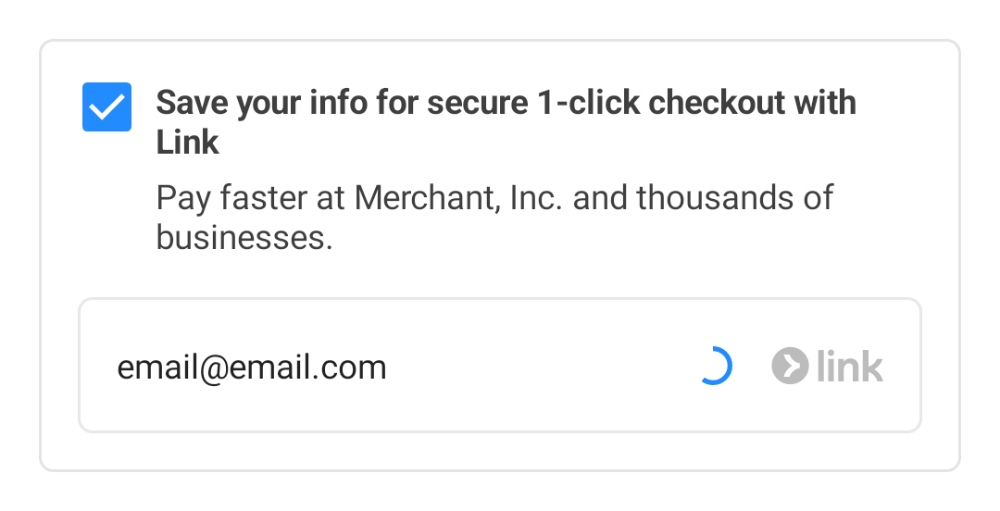 Save your info for secure 1-click checkout with
Link
Pay faster at Merchant, Inc. and thousands of
businesses.
email@email.com
link